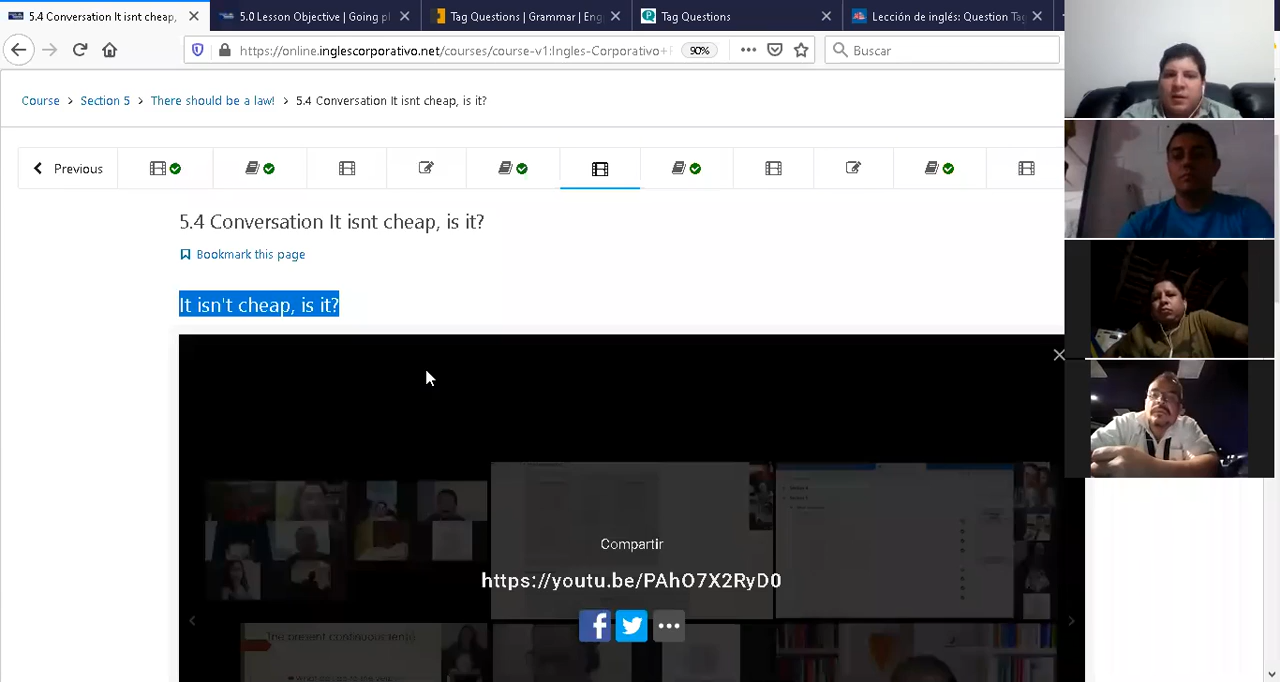 5.4 Conversation It isnt cheap,
5.0 Lesson Objective | Going pl
Tag Questions | Grammar | Eng
Tag Questions
Lección de inglés: Question Tag
https://online.inglescorporativo.net/courses/course-v1:Ingles-Corporativo+
90%
Buscar
Course > Section 5 > There should be a law! > 5.4 Conversation It isnt cheap, is it?
Previous
5.4 Conversation It isnt cheap, is it?
Bookmark this page
It isn't cheap, is it?
Compartir
https://youtu.be/PAhO7X2RyD0
The present continuous tense